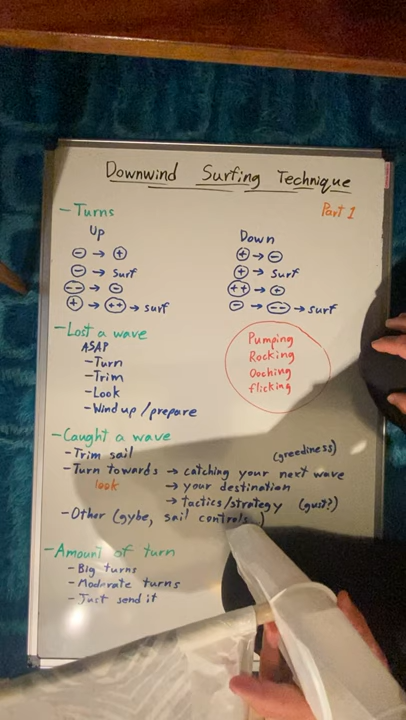 Downwind Surfing Technique
Part 1
- Turns
Up
⊖ → ⊕
⊖ → surf
(--) → ⊖
⊕ → (++) → surf
Down
⊕ → ⊖
⊕ → surf
(++) → ⊕
⊖ → (--) → surf
- Lost a wave
ASAP
- Turn
- Trim
- Look
- Wind up / prepare
Pumping
Rocking
Ooching
flicking
- Caught a wave
- Trim sail
(greediness)
- Turn towards → catching your next wave
look → your destination
→ tactics/strategy (gust?)
- Other (gybe, sail controls)
- Amount of turn
- Big turns
- Moderate turns
- Just send it